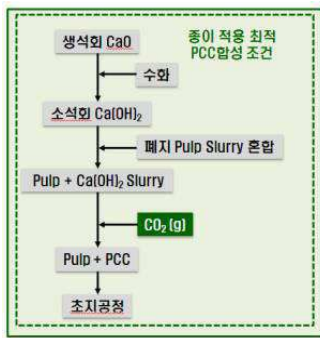 종이 적용 최적
PCC합성 조건
생석회 CaO
수화
소석회 Ca(OH)₂
폐지 Pulp Slurry 혼합
Pulp + Ca(OH)₂ Slurry
CO₂ (g)
Pulp + PCC
초지공정